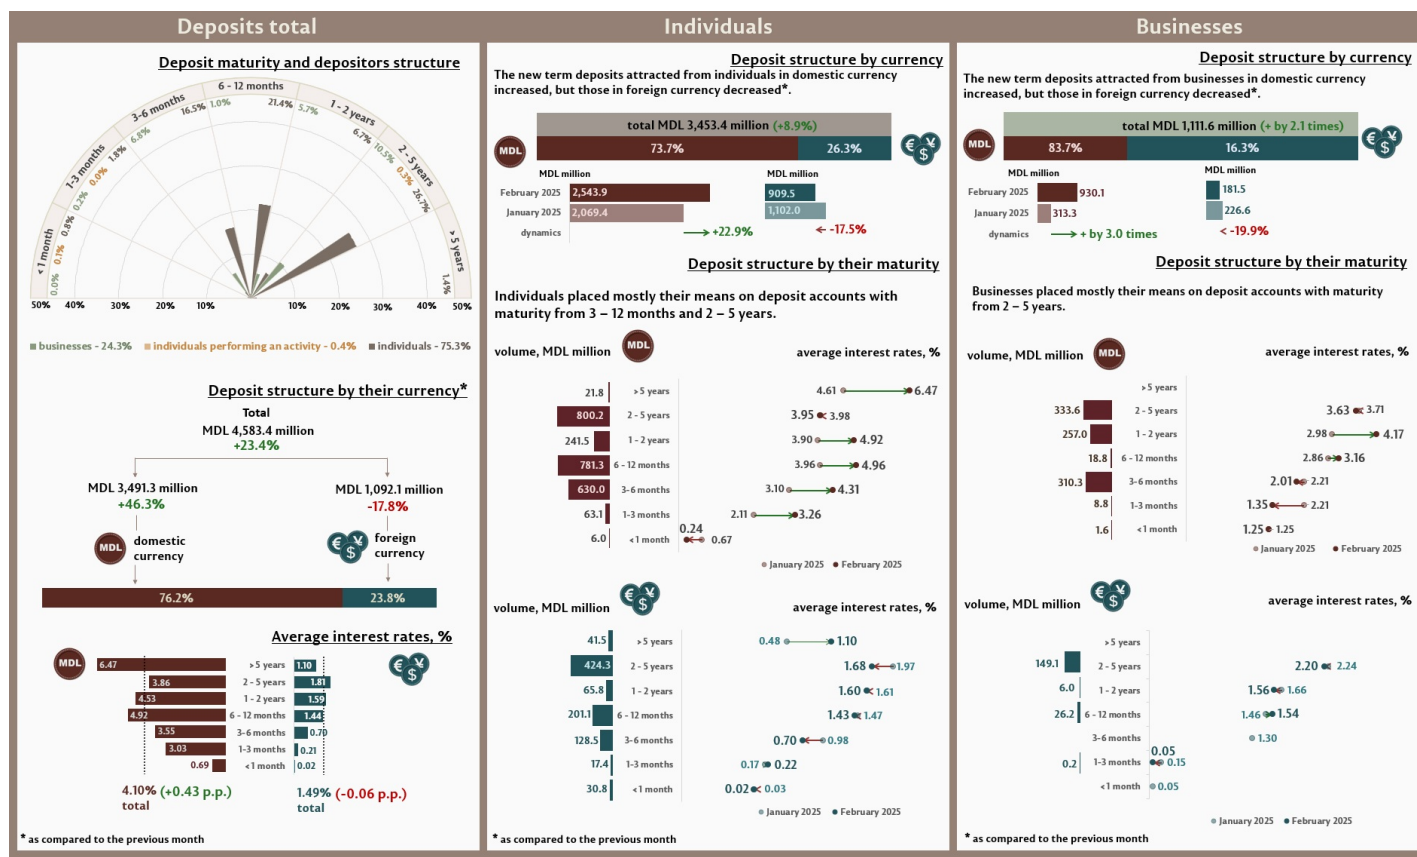 Deposits total
Deposit maturity and depositors structure
< 1 month
1-3 months
3-6 months
6 - 12 months
1 - 2 years
2 - 5 years
> 5 years
0.0%
0.1%
0.8%
0.2%
0.0%
1.8%
6.8%
16.5%
1.0%
21.4%
5.7%
6.7%
10.5%
0.3%
26.7%
1.4%
50% 40% 30% 20% 10% 10% 20% 30% 40% 50%
businesses - 24.3% individuals performing an activity - 0.4% individuals - 75.3%
Deposit structure by their currency*
Total
MDL 4,583.4 million
+23.4%
MDL 3,491.3 million
+46.3%
MDL 1,092.1 million
-17.8%
MDL
domestic
currency
€ ¥ $
foreign
currency
76.2% 23.8%
Average interest rates, %
MDL
€ ¥ $
6.47 > 5 years 1.10
3.86 2 - 5 years 1.81
4.53 1 - 2 years 1.59
4.92 6 - 12 months 1.44
3.55 3-6 months 0.70
3.03 1-3 months 0.21
0.69 < 1 month 0.02
4.10% (+0.43 p.p.)
total
1.49% (-0.06 p.p.)
total
* as compared to the previous month
Individuals
Deposit structure by currency
The new term deposits attracted from individuals in domestic currency
increased, but those in foreign currency decreased*.
total MDL 3,453.4 million (+8.9%)
MDL 73.7% 26.3% € ¥ $
MDL million MDL million
February 2025 2,543.9 909.5
January 2025 2,069.4 1,102.0
dynamics +22.9% -17.5%
Deposit structure by their maturity
Individuals placed mostly their means on deposit accounts with
maturity from 3 – 12 months and 2 – 5 years.
volume, MDL million MDL average interest rates, %
21.8 > 5 years 4.61 6.47
800.2 2 - 5 years 3.95 3.98
241.5 1 - 2 years 3.90 4.92
781.3 6 - 12 months 3.96 4.96
630.0 3-6 months 3.10 4.31
63.1 1-3 months 2.11 3.26
6.0 < 1 month 0.24 0.67
January 2025 February 2025
volume, MDL million € ¥ $ average interest rates, %
41.5 > 5 years 0.48 1.10
424.3 2 - 5 years 1.68 1.97
65.8 1 - 2 years 1.60 1.61
201.1 6 - 12 months 1.43 1.47
128.5 3-6 months 0.70 0.98
17.4 1-3 months 0.17 0.22
30.8 < 1 month 0.02 0.03
January 2025 February 2025
* as compared to the previous month
Businesses
Deposit structure by currency
The new term deposits attracted from businesses in domestic currency
increased, but those in foreign currency decreased*.
total MDL 1,111.6 million (+ by 2.1 times)
MDL 83.7% 16.3% € ¥ $
MDL million MDL million
February 2025 930.1 181.5
January 2025 313.3 226.6
dynamics + by 3.0 times < -19.9%
Deposit structure by their maturity
Businesses placed mostly their means on deposit accounts with maturity
from 2 – 5 years.
volume, MDL million MDL average interest rates, %
> 5 years
333.6 2 - 5 years 3.63 3.71
257.0 1 - 2 years 2.98 4.17
18.8 6 - 12 months 2.86 3.16
310.3 3-6 months 2.01 2.21
8.8 1-3 months 1.35 2.21
1.6 < 1 month 1.25 1.25
January 2025 February 2025
volume, MDL million € ¥ $ average interest rates, %
> 5 years
149.1 2 - 5 years 2.20 2.24
6.0 1 - 2 years 1.56 1.66
26.2 6 - 12 months 1.46 1.54
3-6 months 1.30
0.2 1-3 months 0.05 0.15
< 1 month 0.05
January 2025 February 2025
* as compared to the previous month